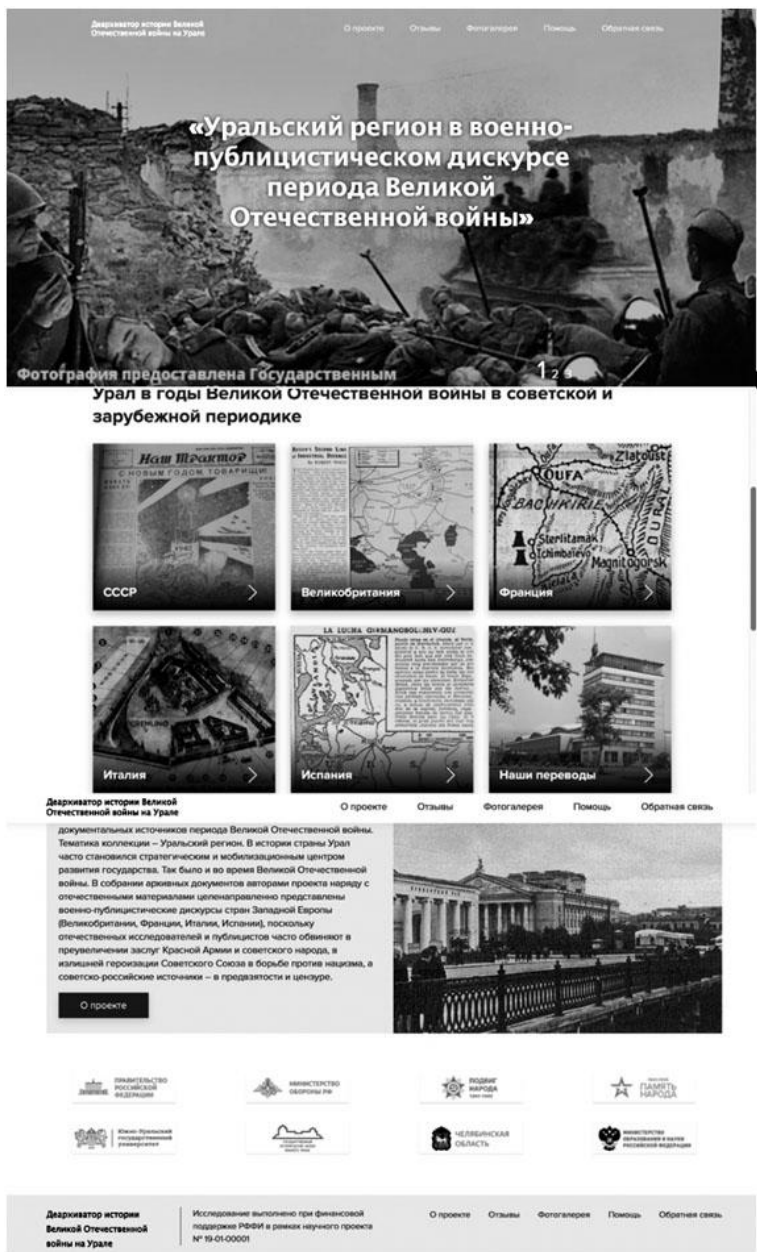 Деархиватор истории Великой
Отечественной войны на Урале
О проекте Отзывы Фотогалерея Помощь Обратная связь
«Уральский регион в военно-
публицистическом дискурсе
периода Великой
Отечественной войны»
Фотография предоставлена Государственным
1 2 3
Урал в годы Великой Отечественной войны в советской и
зарубежной периодике
Наш Трактор
С НОВЫМ ГОДОМ, ТОВАРИЩИ!
СССР
Великобритания
Zlatoust
OUFA
BACHKIRIE
OURAL
Sterlitamak
Ichimbaievo
Magnitogorsk
Франция
KREMLINO
Италия
LA LUCHA GERMANOBOLCHEVIQUE
Испания
Наши переводы
Деархиватор истории Великой
Отечественной войны на Урале
О проекте Отзывы Фотогалерея Помощь Обратная связь
документальных источников периода Великой Отечественной войны.
Тематика коллекции – Уральский регион. В истории страны Урал
часто становился стратегическим и мобилизационным центром
развития государства. Так было и во время Великой Отечественной
войны. В собрании архивных документов авторами проекта наряду с
отечественными материалами целенаправленно представлены
военно-публицистические дискурсы стран Западной Европы
(Великобритании, Франции, Италии, Испании), поскольку
отечественных исследователей и публицистов часто обвиняют в
преувеличении заслуг Красной Армии и советского народа, в
излишней героизации Советского Союза в борьбе против нацизма, а
советско-российские источники – в предвзятости и цензуре.
О проекте
ПРАВИТЕЛЬСТВО
РОССИЙСКОЙ
ФЕДЕРАЦИИ
МИНИСТЕРСТВО
ОБОРОНЫ РФ
ПОДВИГ
НАРОДА
ПАМЯТЬ
НАРОДА
Южно-Уральский
государственный
университет
ЧЕЛЯБИНСКАЯ
ОБЛАСТЬ
МИНИСТЕРСТВО
ОБРАЗОВАНИЯ И НАУКИ
РОССИЙСКОЙ ФЕДЕРАЦИИ
Деархиватор истории
Великой Отечественной
войны на Урале
Исследование выполнено при финансовой
поддержке РФФИ в рамках научного проекта
№ 19-01-00001
О проекте Отзывы Фотогалерея Помощь Обратная связь